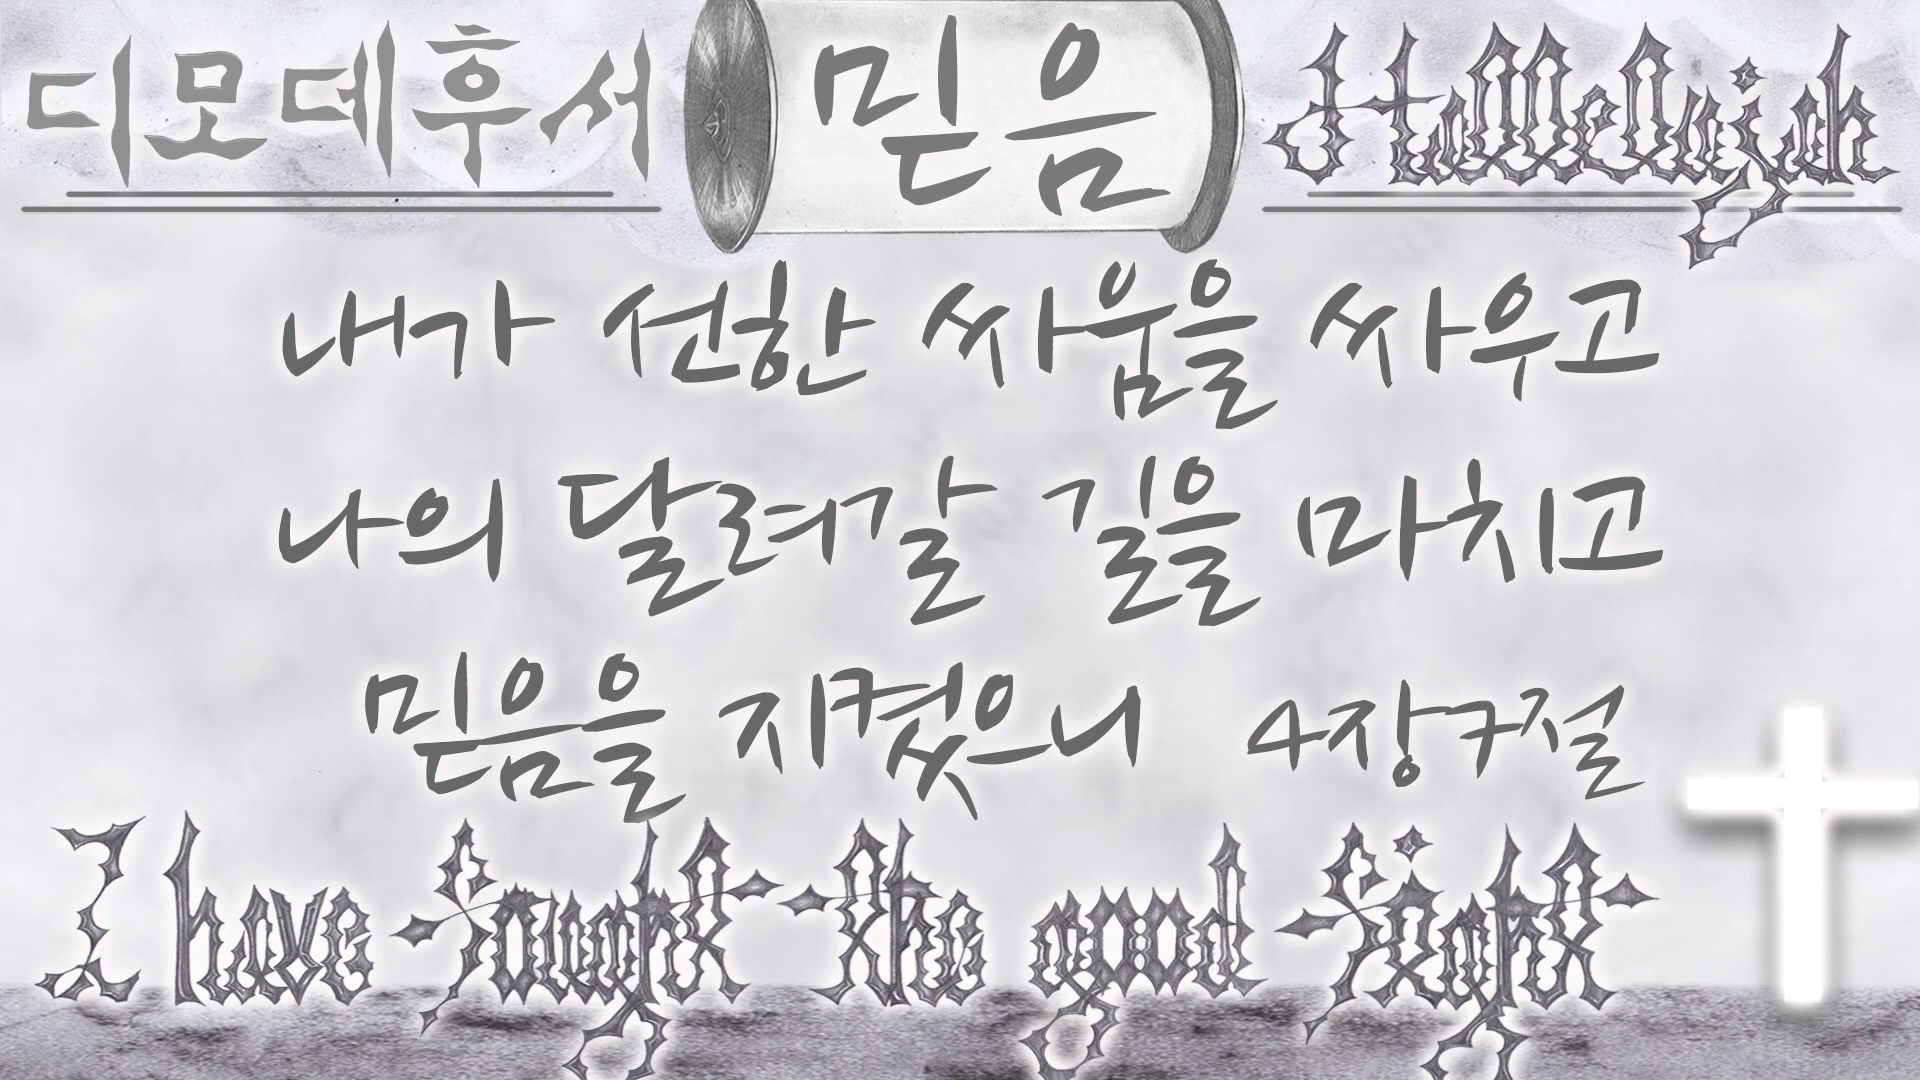 디모데후서
믿음
Hallelujah
내가 선한 싸움을 싸우고
나의 달려갈 길을 마치고
믿음을 지켰으니 4장7절
I have fought the good fight